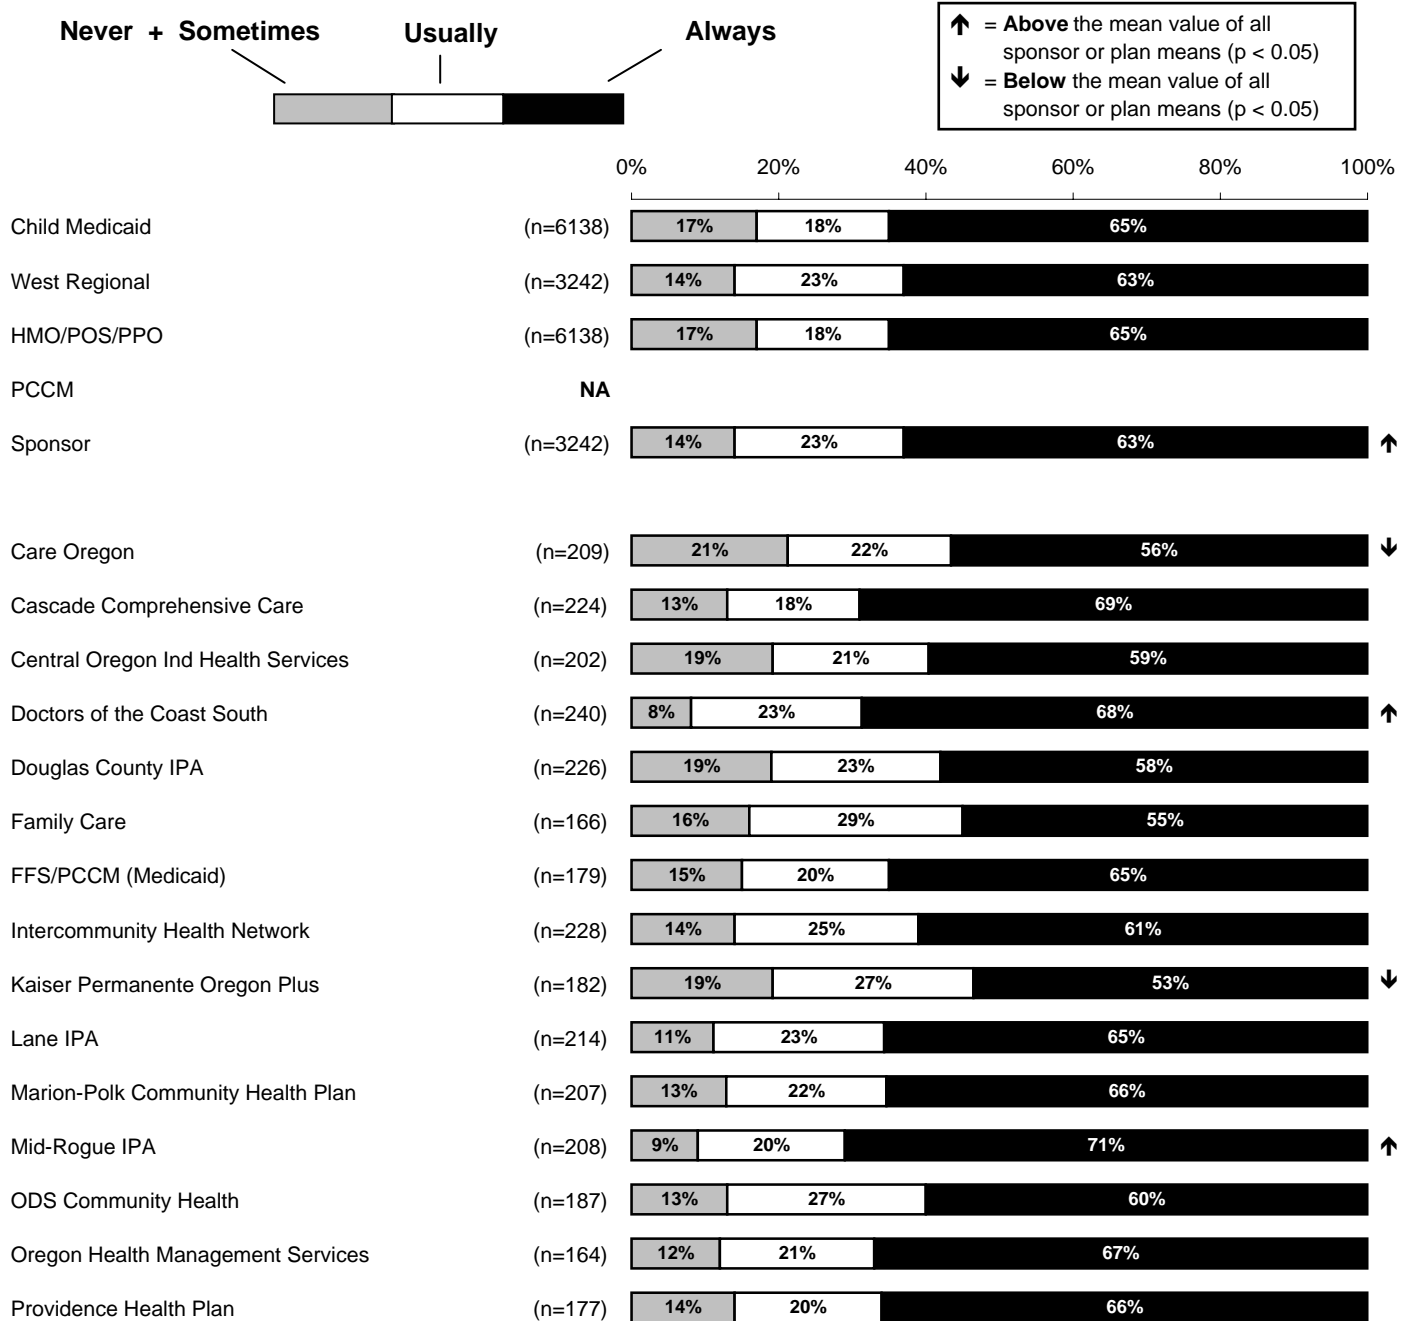 Never + Sometimes Usually Always
↑ = Above the mean value of all
sponsor or plan means (p < 0.05)
↓ = Below the mean value of all
sponsor or plan means (p < 0.05)
0% 20% 40% 60% 80% 100%
Child Medicaid (n=6138) 17% 18% 65%
West Regional (n=3242) 14% 23% 63%
HMO/POS/PPO (n=6138) 17% 18% 65%
PCCM NA
Sponsor (n=3242) 14% 23% 63% ↑
Care Oregon (n=209) 21% 22% 56% ↓
Cascade Comprehensive Care (n=224) 13% 18% 69%
Central Oregon Ind Health Services (n=202) 19% 21% 59%
Doctors of the Coast South (n=240) 8% 23% 68% ↑
Douglas County IPA (n=226) 19% 23% 58%
Family Care (n=166) 16% 29% 55%
FFS/PCCM (Medicaid) (n=179) 15% 20% 65%
Intercommunity Health Network (n=228) 14% 25% 61%
Kaiser Permanente Oregon Plus (n=182) 19% 27% 53% ↓
Lane IPA (n=214) 11% 23% 65%
Marion-Polk Community Health Plan (n=207) 13% 22% 66%
Mid-Rogue IPA (n=208) 9% 20% 71% ↑
ODS Community Health (n=187) 13% 27% 60%
Oregon Health Management Services (n=164) 12% 21% 67%
Providence Health Plan (n=177) 14% 20% 66%